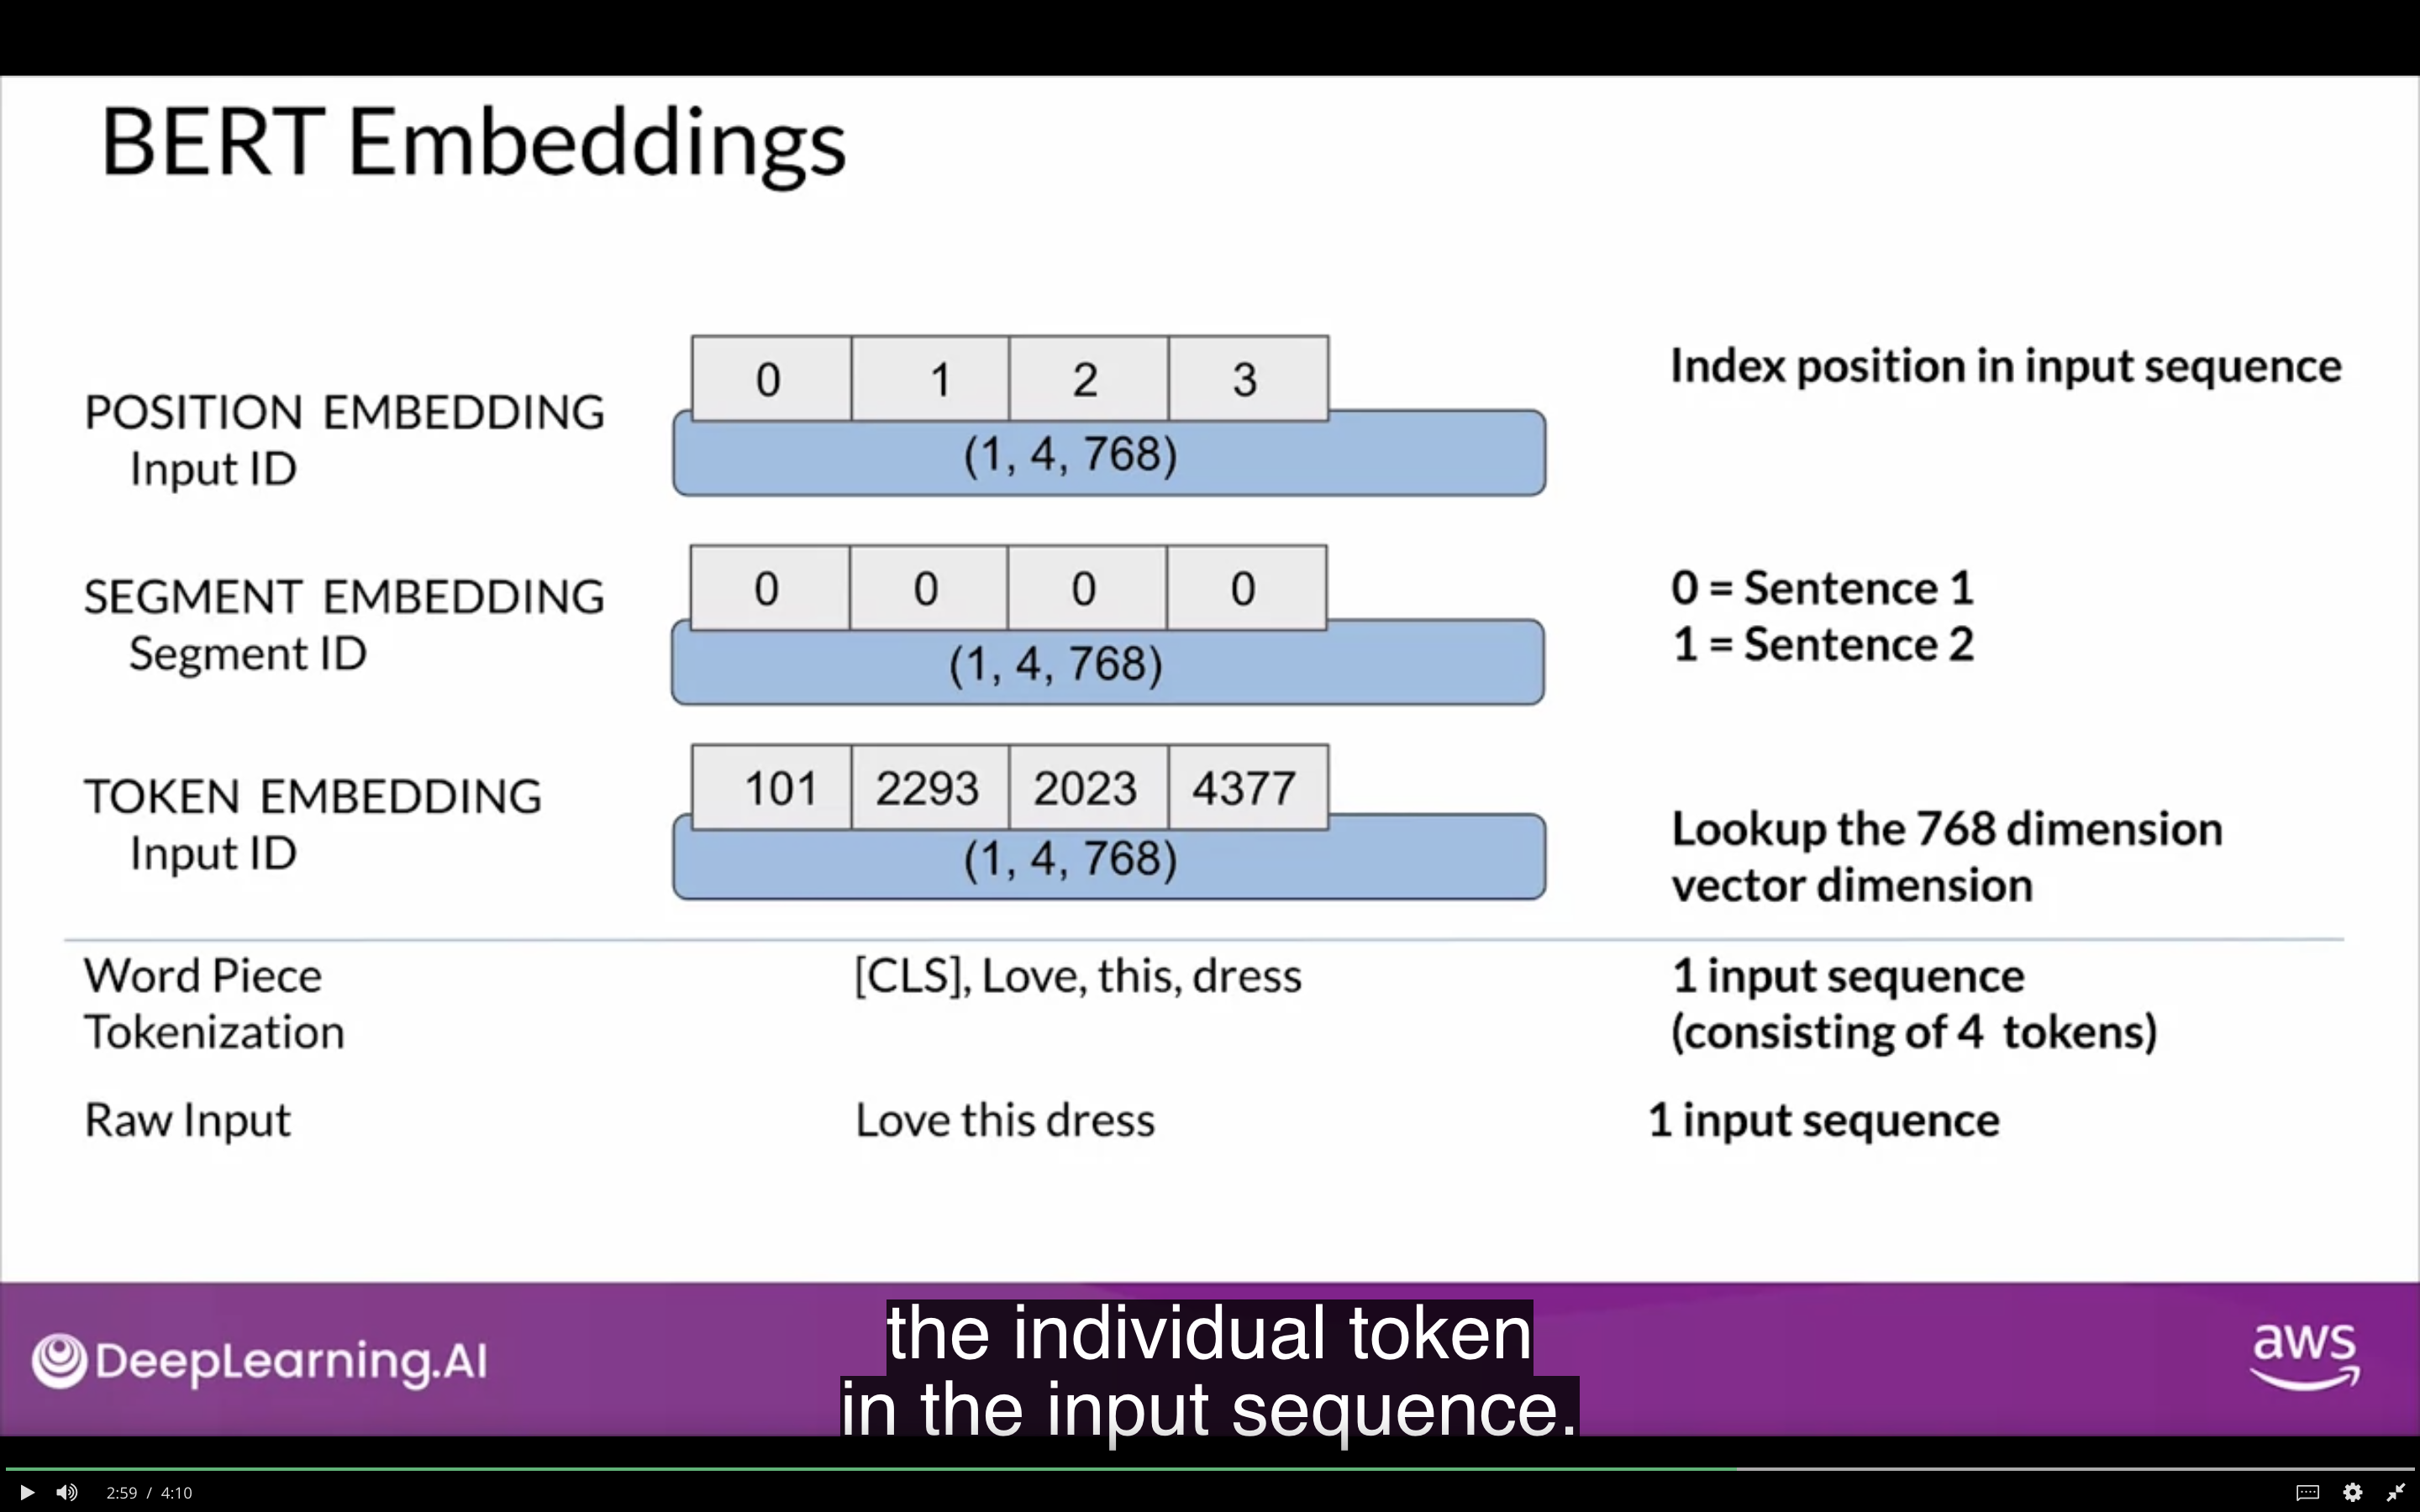 BERT Embeddings
0 1 2 3
Index position in input sequence
POSITION EMBEDDING
Input ID
(1, 4, 768)
0 0 0 0
SEGMENT EMBEDDING
Segment ID
(1, 4, 768)
0 = Sentence 1
1 = Sentence 2
101 2293 2023 4377
TOKEN EMBEDDING
Input ID
(1, 4, 768)
Lookup the 768 dimension
vector dimension
Word Piece
Tokenization
[CLS], Love, this, dress
1 input sequence
(consisting of 4 tokens)
Raw Input
Love this dress
1 input sequence
DeepLearning.AI
the individual token
in the input sequence.
aws
2:59 / 4:10